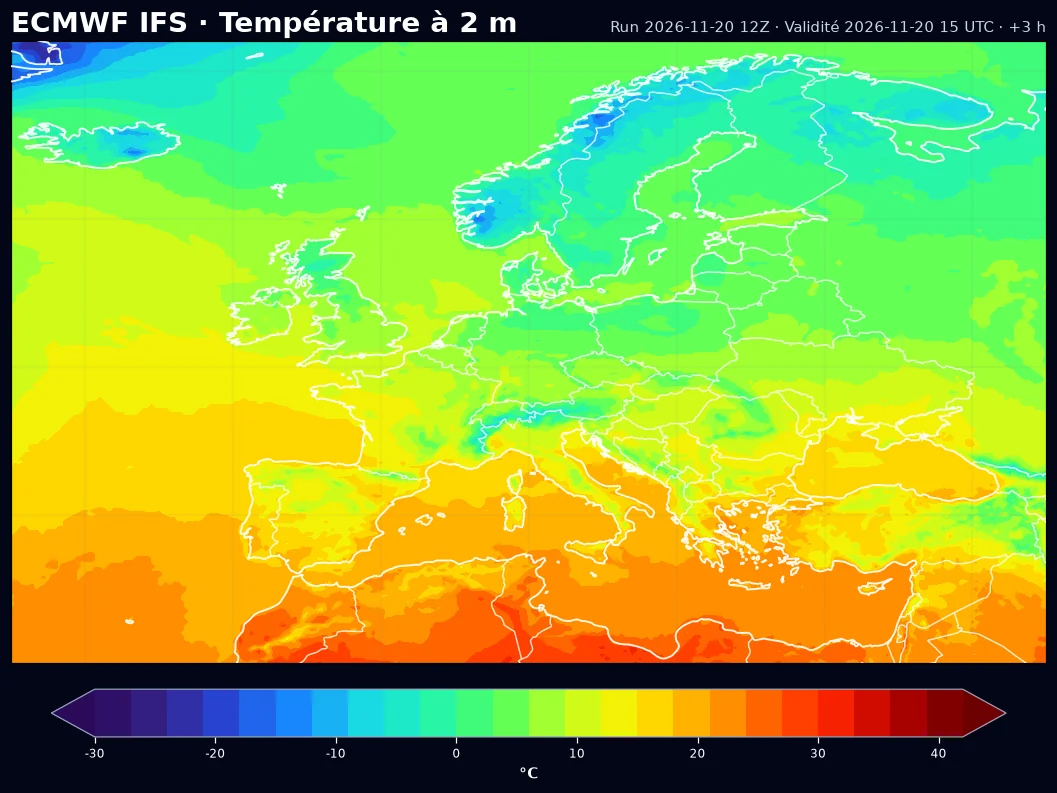 ECMWF IFS · Température à 2 m
Run 2026-11-20 12Z · Validité 2026-11-20 15 UTC · +3 h
-30 -20 -10 0 10 20 30 40
°C